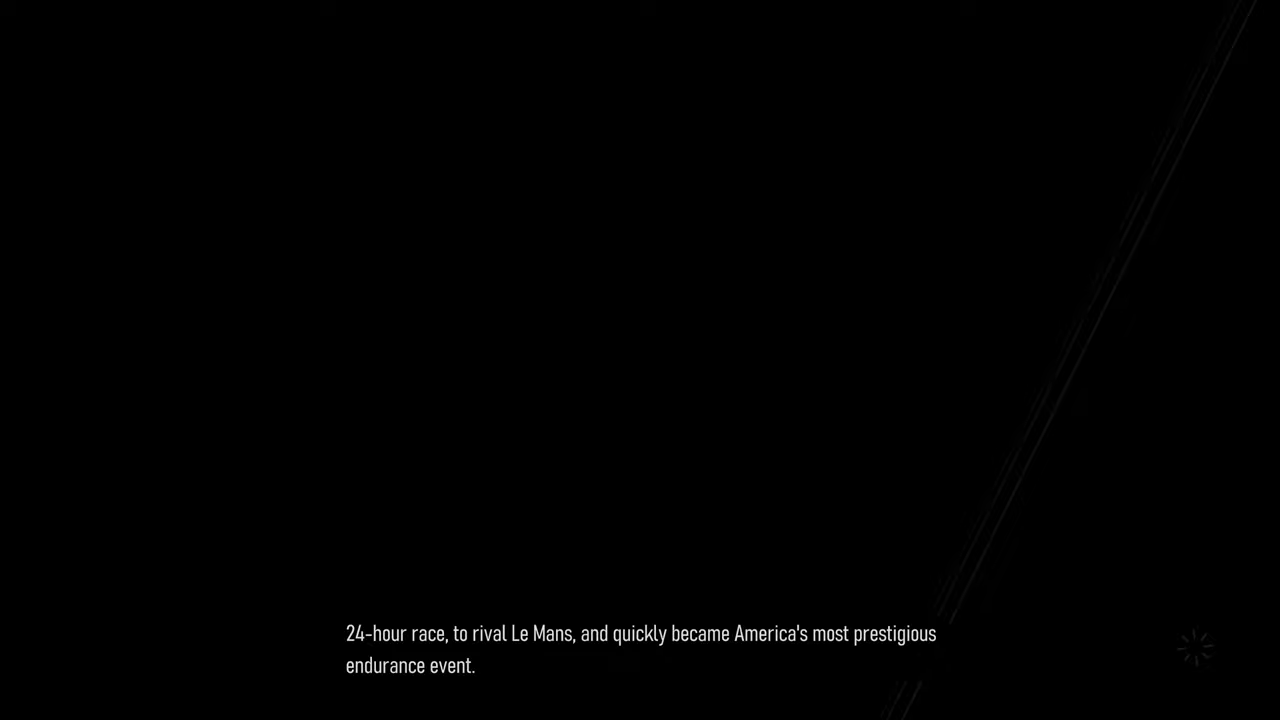 24-hour race, to rival Le Mans, and quickly became America's most prestigious
endurance event.